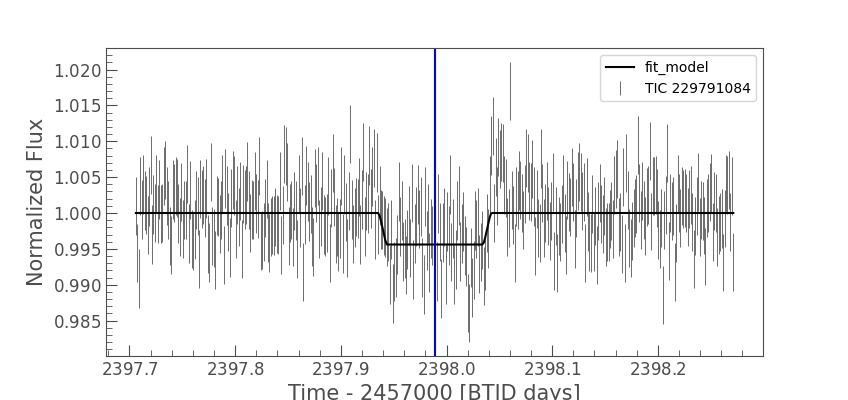 fit_model
TIC 229791084
1.020
1.015
1.010
1.005
1.000
0.995
0.990
0.985
Normalized Flux
2397.7 2397.8 2397.9 2398.0 2398.1 2398.2
Time - 2457000 [BTJD days]